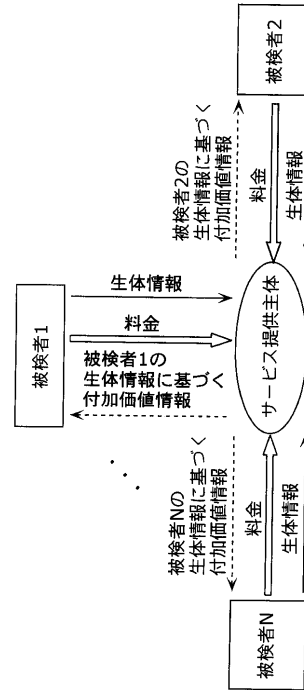 被検者1
生体情報
料金
被検者1の
生体情報に基づく
付加価値情報
被検者2
被検者2の
生体情報に基づく
付加価値情報
料金
生体情報
サービス提供主体
被検者Nの
生体情報に基づく
付加価値情報
料金
生体情報
被検者N